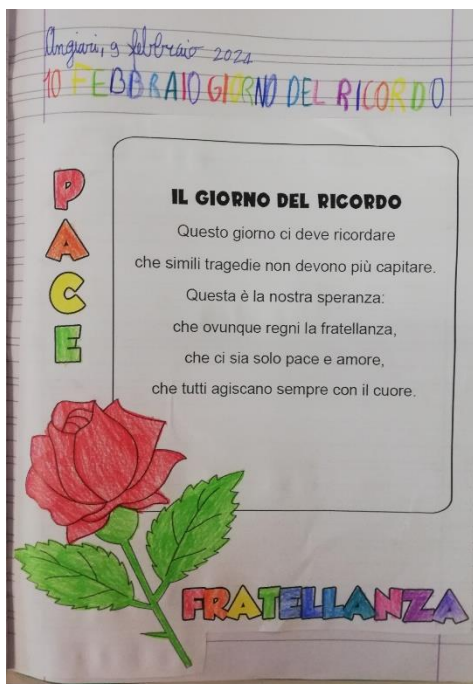 Angiari, 9 febbraio 2021
10 FEBBRAIO GIORNO DEL RICORDO
PACE
IL GIORNO DEL RICORDO
Questo giorno ci deve ricordare
che simili tragedie non devono più capitare.
Questa è la nostra speranza:
che ovunque regni la fratellanza,
che ci sia solo pace e amore,
che tutti agiscano sempre con il cuore.
FRATELLANZA